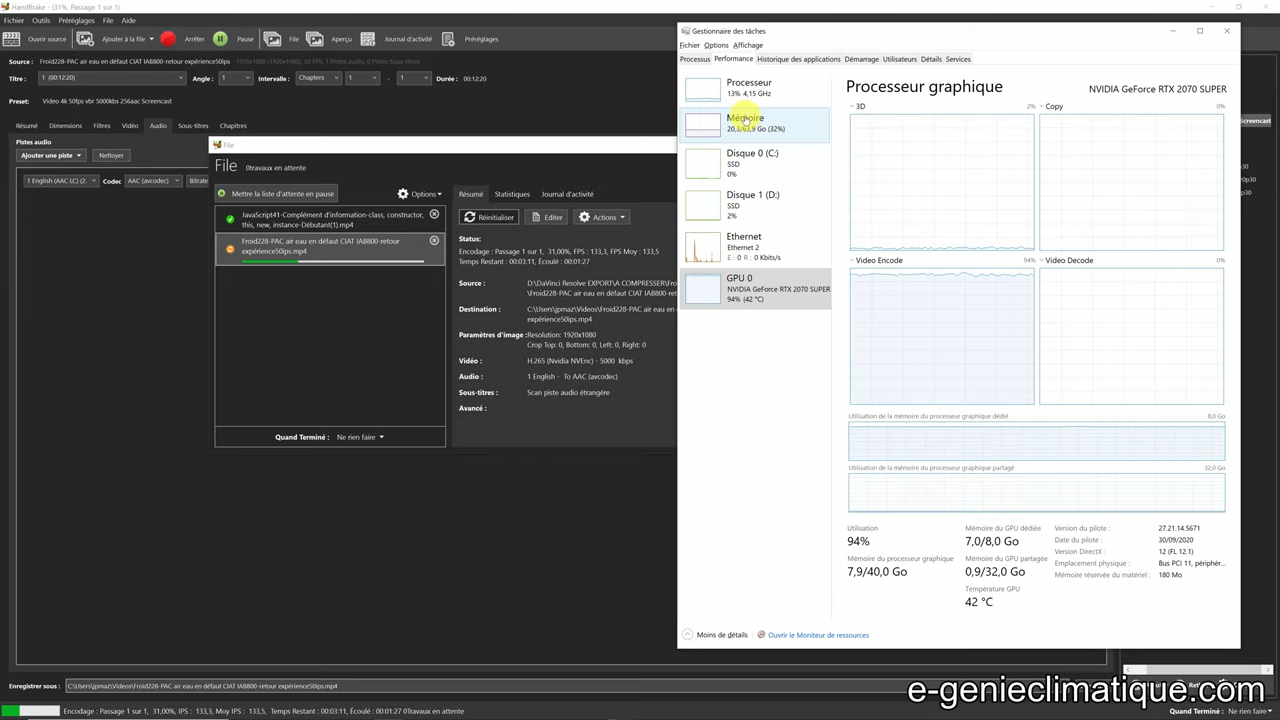 HandBrake - (31%, Passage 1 sur 1)
Fichier Outils Préréglages File Aide
Ouvrir source Ajouter à la file Arrêter Pause File Aperçu Journal d'activité Préréglages
Source : Froid228-PAC air eau en défaut CIAT IAB800-retour expérience50ips
Titre : 1 (00:12:20) Angle : 1 Intervalle : Chapters 1 - 1 Durée : 00:12:20
Preset: Video 4k 50fps vbr 5000kbs 256aac Screencast
Résumé Dimensions Filtres Vidéo Audio Sous-titres Chapitres
Screencast
Pistes audio
Ajouter une piste Nettoyer
1 English (AAC LC) (2. Codec AAC (avcodec) Bitrate
File
File 0travaux en attente
Mettre la liste d'attente en pause Options
JavaScript41-Complément d'information-class, constructor,
this, new, instance-Débutant(1).mp4
Froid228-PAC air eau en défaut CIAT IAB800-retour
expérience50ips.mp4
Quand Terminé : Ne rien faire
Résumé Statistiques Journal d'activité
Réinitialiser Editer Actions
Status:
Encodage : Passage 1 sur 1, 31,00%, FPS : 133,3, FPS Moy : 133,5
Temps Restant : 00:03:11, Écoulé : 00:01:27
Source : D:\DaVinci Resolve EXPORT\A COMPRESSER\
\Froid228-PAC air eau en défaut CIAT IAB800-
Destination : C:\Users\jpmaz\Videos\Froid228-PAC air eau en
expérience50ips.mp4
Paramètres d'image : Résolution: 1920x1080
Crop Top: 0, Bottom: 0, Left: 0, Right: 0
Vidéo : H.265 (Nvidia NVEnc) - 5000 kbps
Audio : 1 English - To AAC (avcodec)
Sous-titres : Scan piste audio étrangère
Avancé :
Gestionnaire des tâches
Fichier Options Affichage
Processus Performance Historique des applications Démarrage Utilisateurs Détails Services
Processeur
13% 4,15 GHz
Mémoire
20,3/63,9 Go (32%)
Disque 0 (C:)
SSD
0%
Disque 1 (D:)
SSD
2%
Ethernet
Ethernet 2
E : 0 R : 0 Kbits/s
GPU 0
NVIDIA GeForce RTX 2070 SUPER
94% (42 °C)
Processeur graphique NVIDIA GeForce RTX 2070 SUPER
3D 2% Copy 0%
Video Encode 94% Video Decode 0%
Utilisation de la mémoire du processeur graphique dédié 8,0 Go
Utilisation de la mémoire du processeur graphique partagé 32,0 Go
Utilisation
94%
Mémoire du processeur graphique
7,9/40,0 Go
Mémoire du GPU dédiée
7,0/8,0 Go
Mémoire du GPU partagée
0,9/32,0 Go
Température GPU
42 °C
Version du pilote : 27.21.14.5671
Date du pilote : 30/09/2020
Version DirectX : 12 (FL 12.1)
Emplacement physique : Bus PCI 11, périphér...
Mémoire réservée du matériel : 180 Mo
Moins de détails Ouvrir le Moniteur de ressources
Enregistrer sous : C:\Users\jpmaz\Videos\Froid228-PAC air eau en défaut CIAT IAB800-retour expérience50ips.mp4
e-genieclimatique.com
Encodage : Passage 1 sur 1, 31,00%, IPS : 133,3, IPS Moy : 133,5, Temps Restant : 00:03:11, Écoulé : 00:01:27 0Travaux en attente Quand Terminé : Ne rien faire